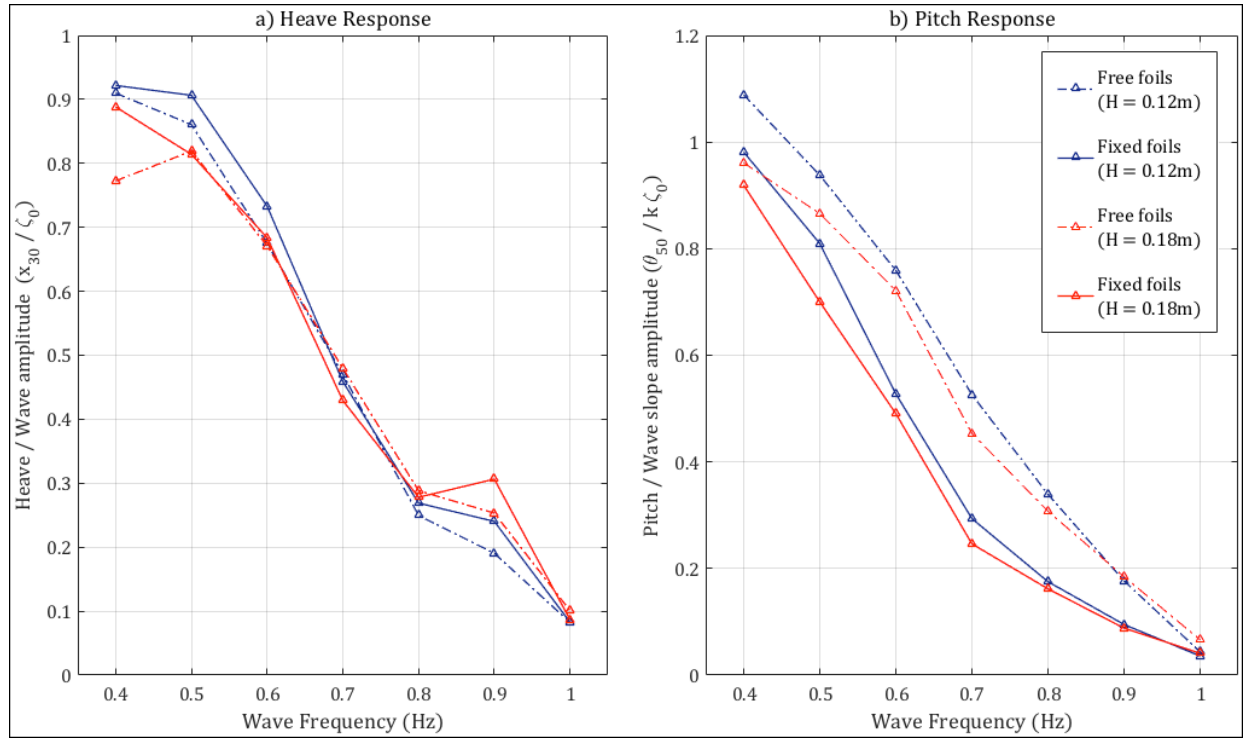 a) Heave Response
Heave / Wave amplitude (x30 / ζ0)
1
0.9
0.8
0.7
0.6
0.5
0.4
0.3
0.2
0.1
0
0.4 0.5 0.6 0.7 0.8 0.9 1
Wave Frequency (Hz)
b) Pitch Response
Pitch / Wave slope amplitude (θ50 / k ζ0)
1.2
1
0.8
0.6
0.4
0.2
0
0.4 0.5 0.6 0.7 0.8 0.9 1
Wave Frequency (Hz)
Free foils
(H = 0.12m)
Fixed foils
(H = 0.12m)
Free foils
(H = 0.18m)
Fixed foils
(H = 0.18m)